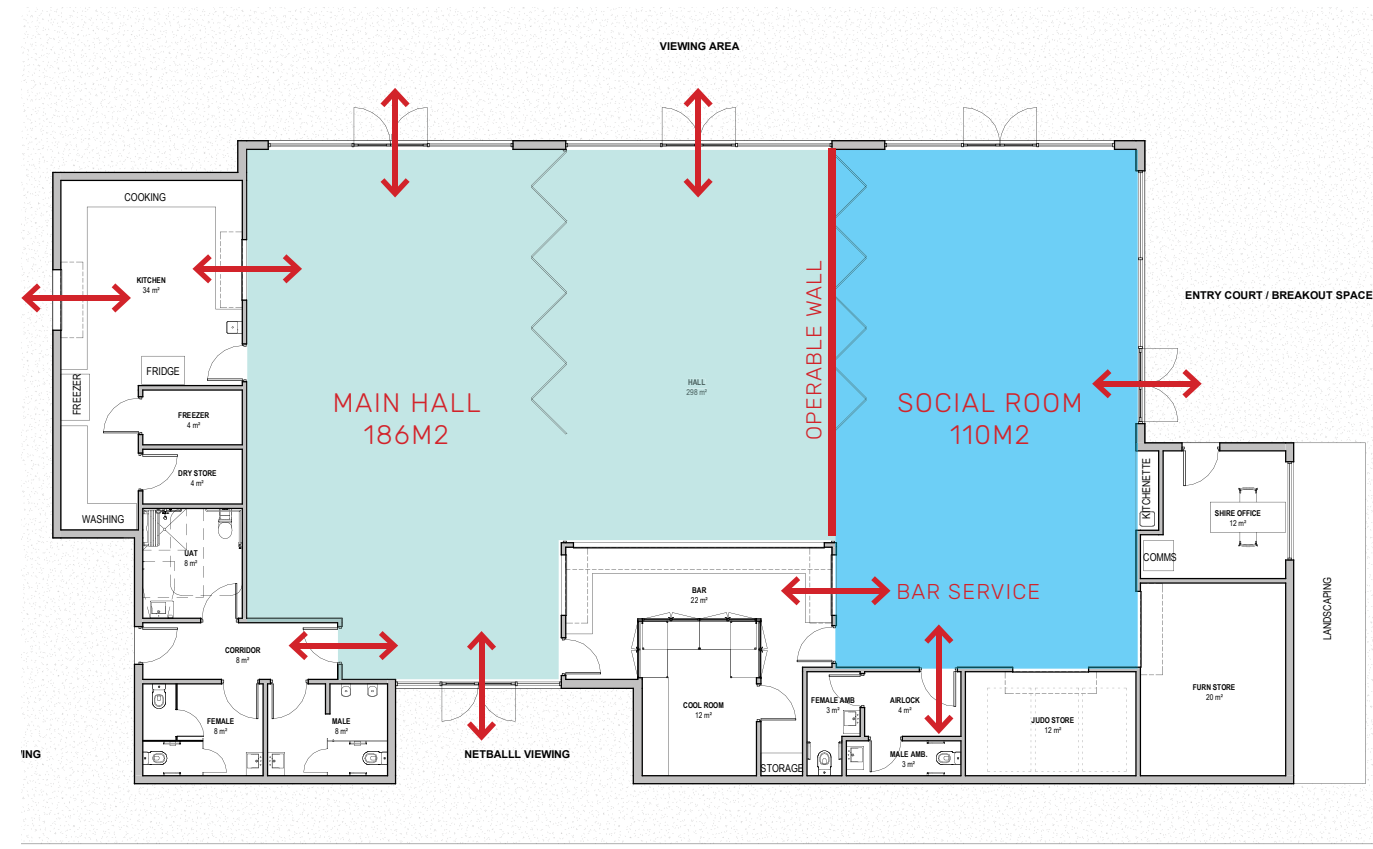 VIEWING AREA
COOKING
KITCHEN
34 m²
ENTRY COURT / BREAKOUT SPACE
OPERABLE WALL
FRIDGE
FREEZER
HALL
298 m²
MAIN HALL
186M2
SOCIAL ROOM
110M2
FREEZER
4 m²
DRY STORE
4 m²
WASHING
KITCHENETTE
SHIRE OFFICE
12 m²
COMMS
UAT
8 m²
BAR
22 m²
BAR SERVICE
LANDSCAPING
CORRIDOR
8 m²
FURN STORE
20 m²
FEMALE
8 m²
MALE
8 m²
COOL ROOM
12 m²
FEMALE AMB
3 m²
AIRLOCK
4 m²
JUDO STORE
12 m²
MALE AMB.
3 m²
STORAGE
NETBALLL VIEWING
ING